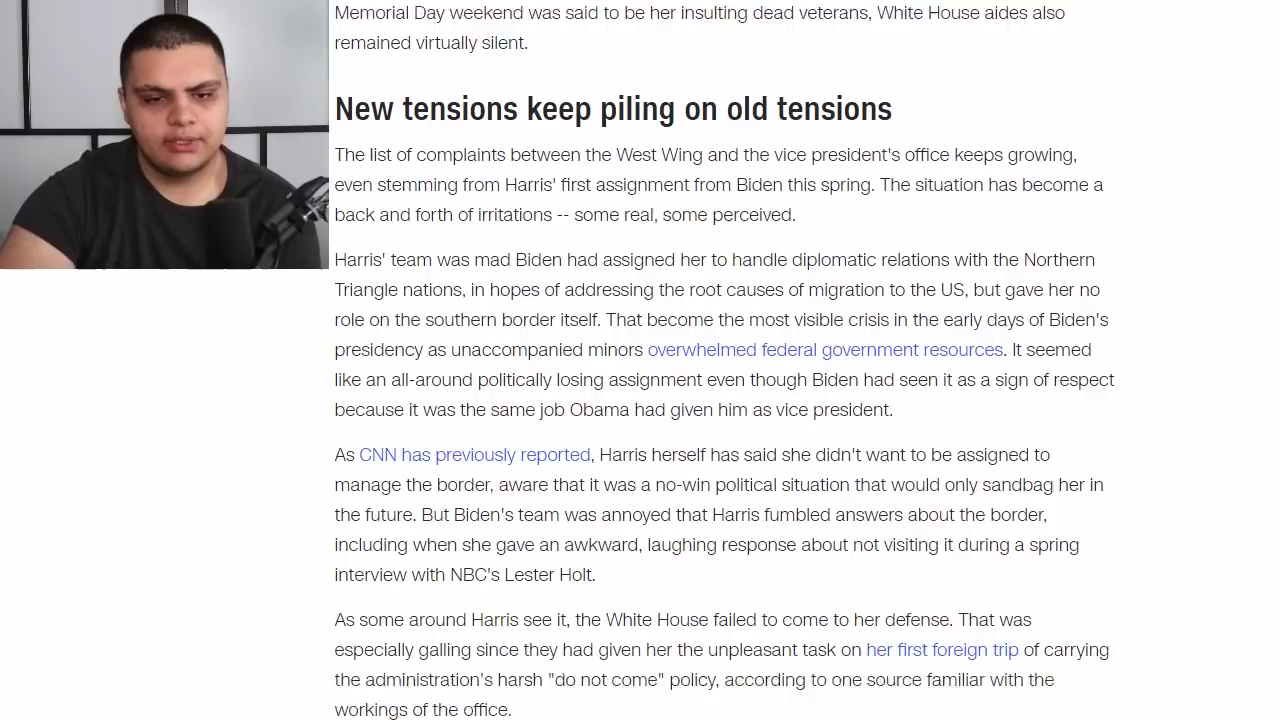 Memorial Day weekend was said to be her insulting dead veterans, White House aides also
remained virtually silent.
New tensions keep piling on old tensions
The list of complaints between the West Wing and the vice president's office keeps growing,
even stemming from Harris' first assignment from Biden this spring. The situation has become a
back and forth of irritations -- some real, some perceived.
Harris' team was mad Biden had assigned her to handle diplomatic relations with the Northern
Triangle nations, in hopes of addressing the root causes of migration to the US, but gave her no
role on the southern border itself. That become the most visible crisis in the early days of Biden's
presidency as unaccompanied minors overwhelmed federal government resources. It seemed
like an all-around politically losing assignment even though Biden had seen it as a sign of respect
because it was the same job Obama had given him as vice president.
As CNN has previously reported, Harris herself has said she didn't want to be assigned to
manage the border, aware that it was a no-win political situation that would only sandbag her in
the future. But Biden's team was annoyed that Harris fumbled answers about the border,
including when she gave an awkward, laughing response about not visiting it during a spring
interview with NBC's Lester Holt.
As some around Harris see it, the White House failed to come to her defense. That was
especially galling since they had given her the unpleasant task on her first foreign trip of carrying
the administration's harsh "do not come" policy, according to one source familiar with the
workings of the office.